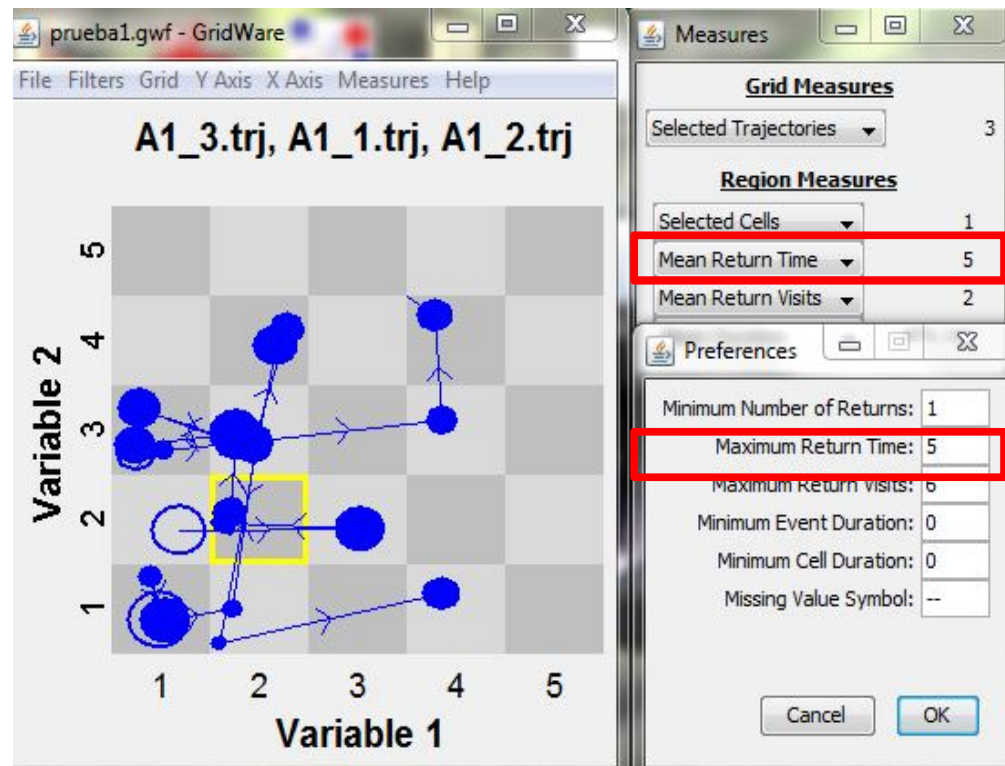 prueba1.gwf - GridWare
File Filters Grid Y Axis X Axis Measures Help
A1_3.trj, A1_1.trj, A1_2.trj
Variable 2
5
4
3
2
1
1 2 3 4 5
Variable 1
Measures
Grid Measures
Selected Trajectories 3
Region Measures
Selected Cells 1
Mean Return Time 5
Mean Return Visits 2
Preferences
Minimum Number of Returns: 1
Maximum Return Time: 5
Maximum Return Visits: 6
Minimum Event Duration: 0
Minimum Cell Duration: 0
Missing Value Symbol: --
Cancel OK